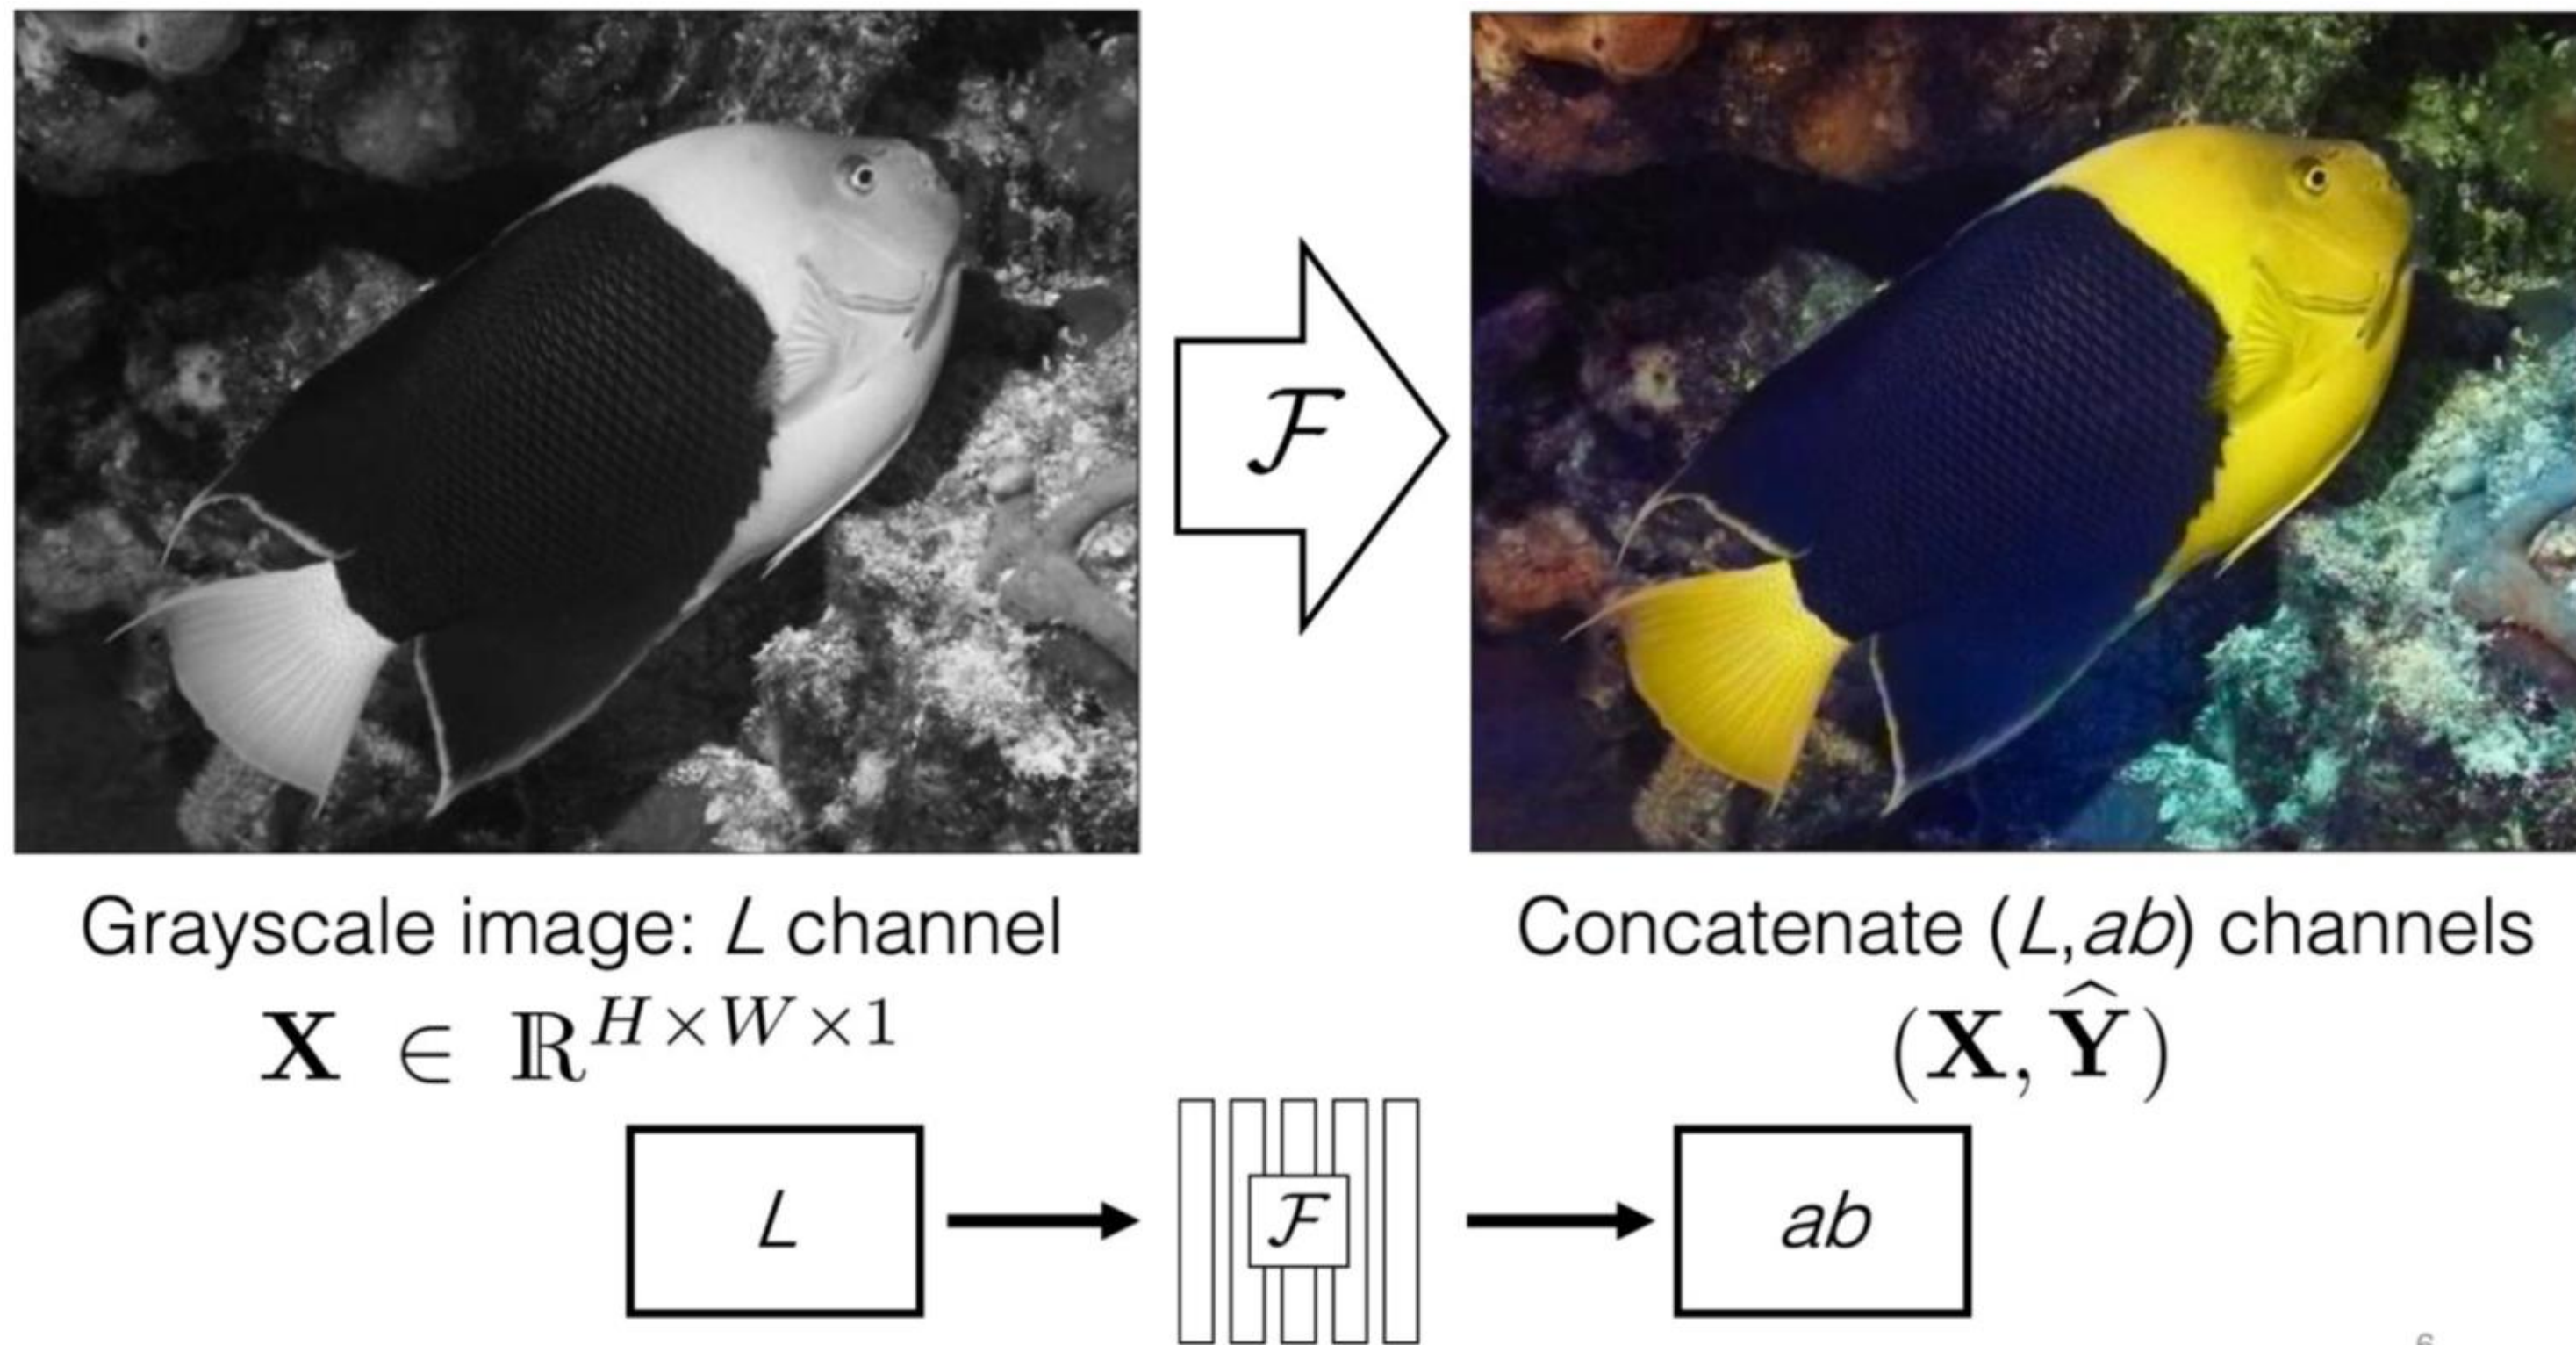 ℱ
Grayscale image: L channel
Concatenate (L,ab) channels
X ∈ ℝ^{H×W×1}
(X, Ŷ)
L
ℱ
ab